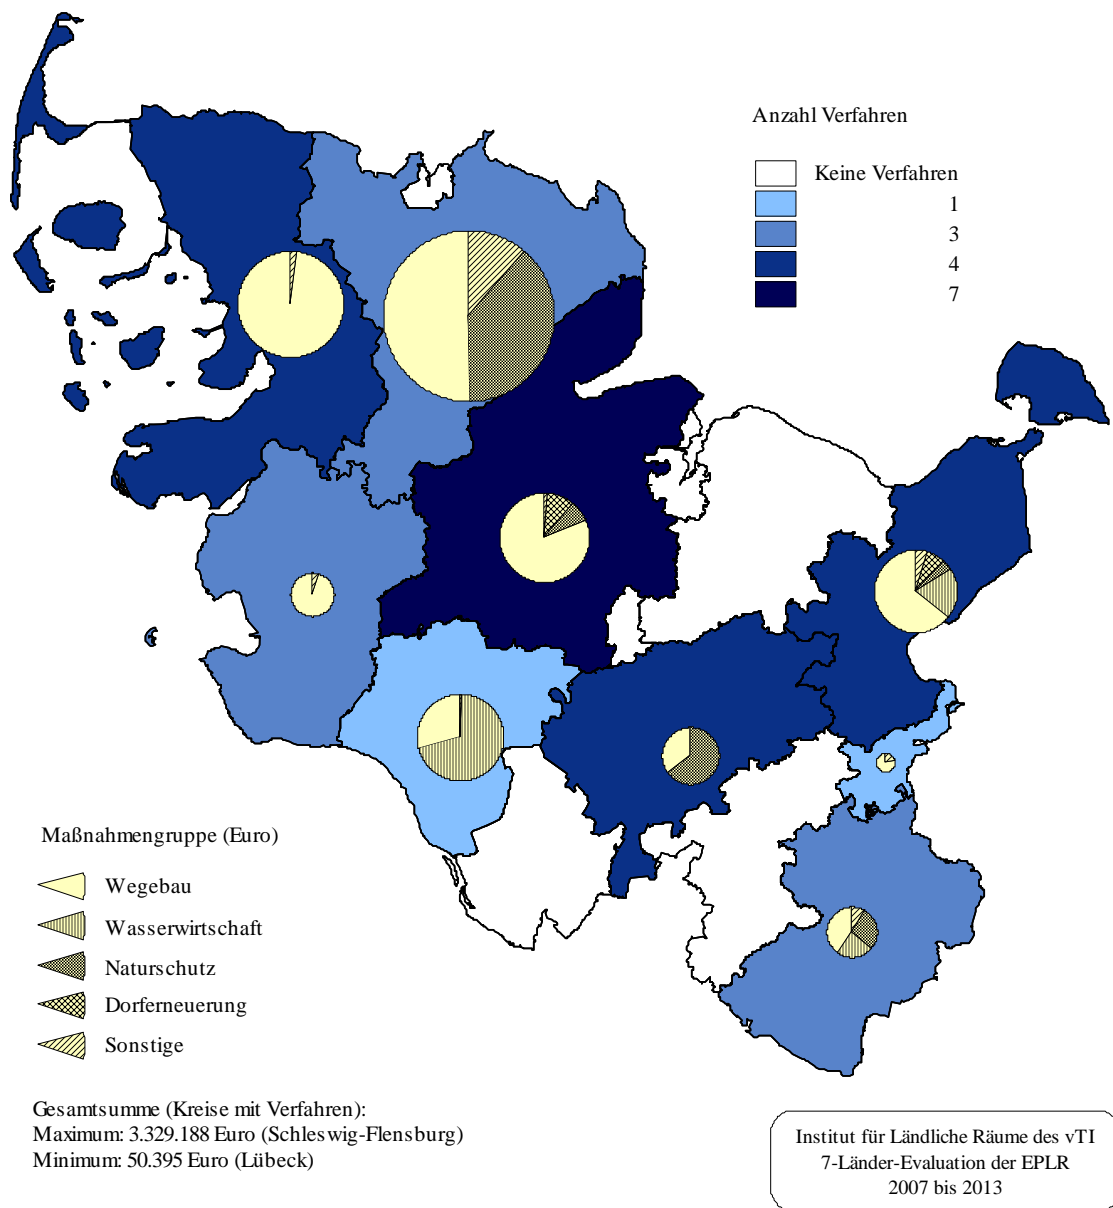 Anzahl Verfahren
Keine Verfahren
1
3
4
7
Maßnahmengruppe (Euro)
Wegebau
Wasserwirtschaft
Naturschutz
Dorferneuerung
Sonstige
Gesamtsumme (Kreise mit Verfahren):
Maximum: 3.329.188 Euro (Schleswig-Flensburg)
Minimum: 50.395 Euro (Lübeck)
Institut für Ländliche Räume des vTI
7-Länder-Evaluation der EPLR
2007 bis 2013